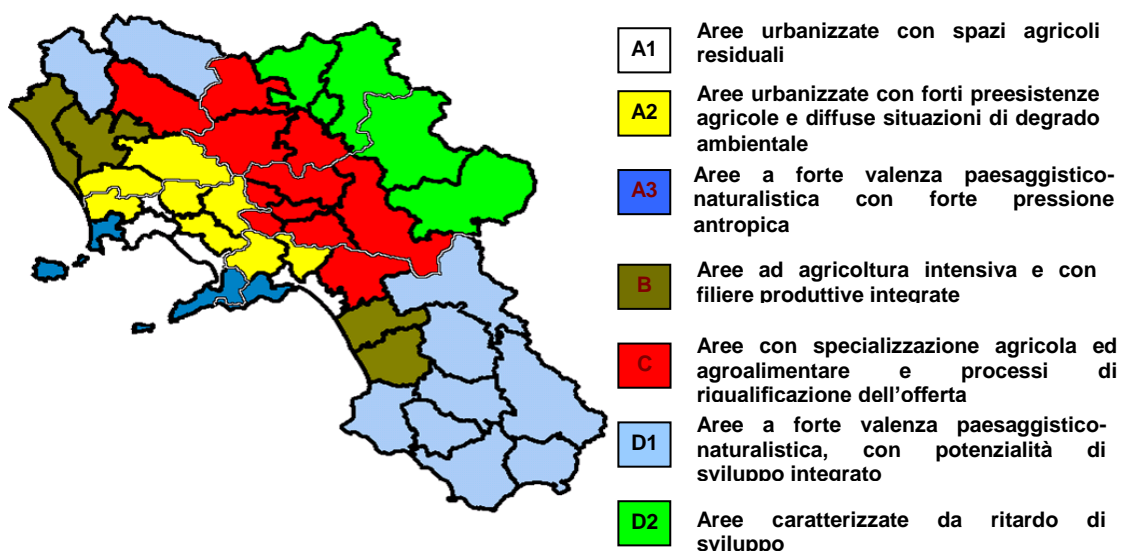 A1
Aree urbanizzate con spazi agricoli
residuali
A2
Aree urbanizzate con forti preesistenze
agricole e diffuse situazioni di degrado
ambientale
A3
Aree a forte valenza paesaggistico-
naturalistica con forte pressione
antropica
B
Aree ad agricoltura intensiva e con
filiere produttive integrate
C
Aree con specializzazione agricola ed
agroalimentare e processi di
riqualificazione dell'offerta
D1
Aree a forte valenza paesaggistico-
naturalistica, con potenzialità di
sviluppo integrato
D2
Aree caratterizzate da ritardo di
sviluppo